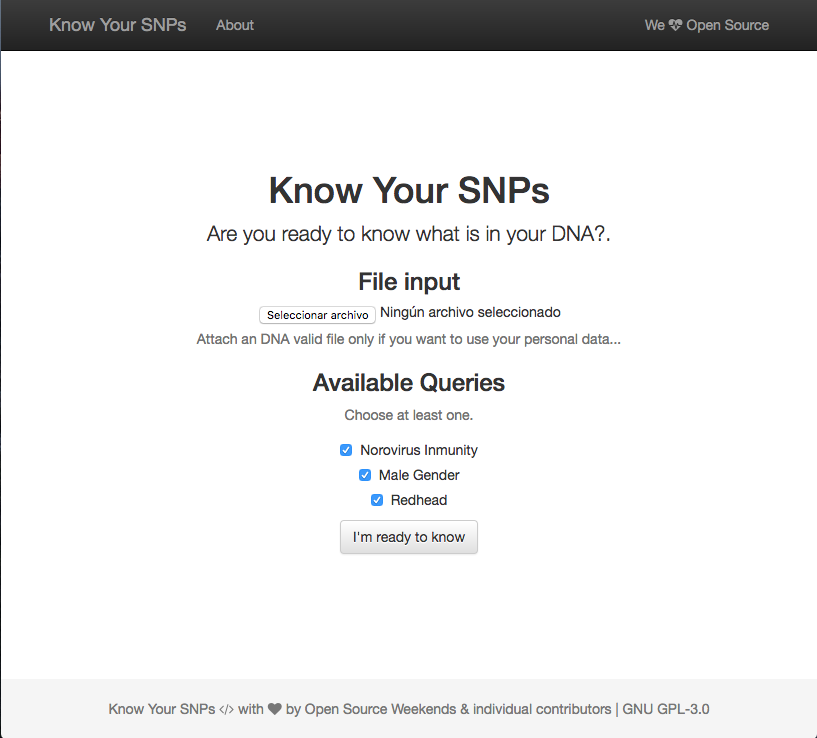 Know Your SNPs About We Open Source
Know Your SNPs
Are you ready to know what is in your DNA?.
File input
Seleccionar archivo Ningún archivo seleccionado
Attach an DNA valid file only if you want to use your personal data...
Available Queries
Choose at least one.
Norovirus Inmunity
Male Gender
Redhead
I'm ready to know
Know Your SNPs </> with ♥ by Open Source Weekends & individual contributors | GNU GPL-3.0